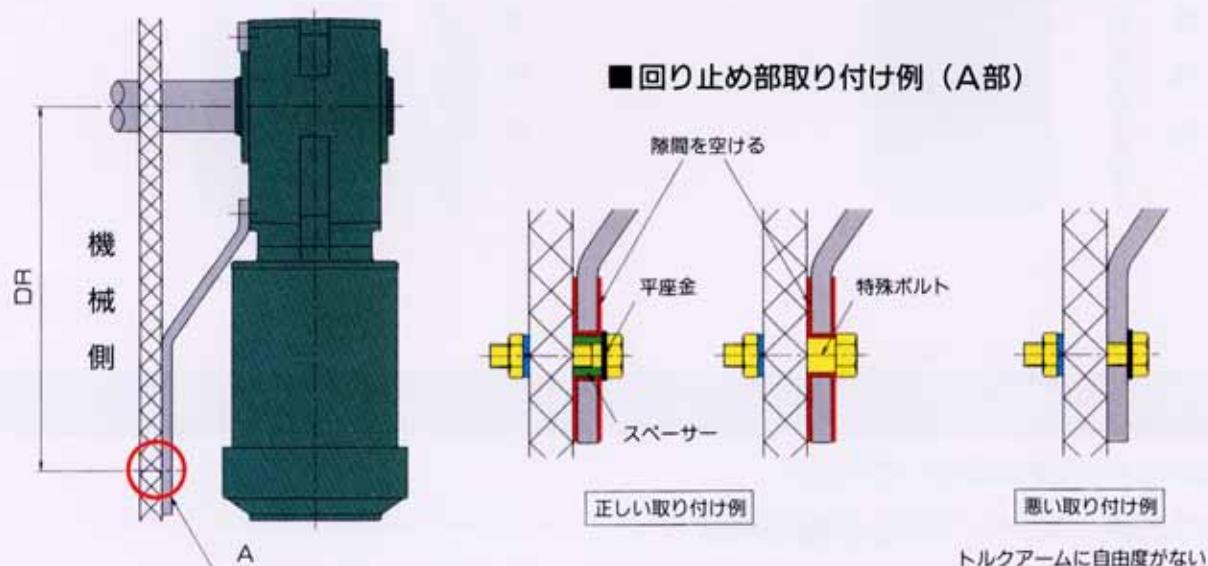 ■回り止め部取り付け例（A部）
隙間を空ける
機械側
DR
平座金
特殊ボルト
スペーサー
正しい取り付け例
悪い取り付け例
A
トルクアームに自由度がない